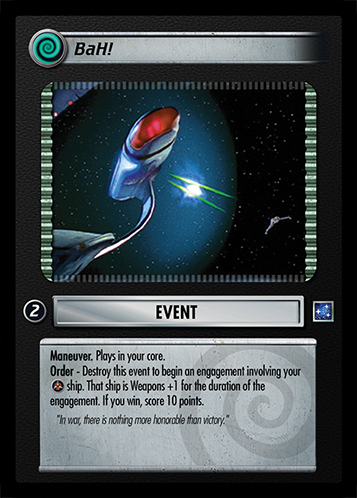 BaH!
2
EVENT
Maneuver. Plays in your core.
Order - Destroy this event to begin an engagement involving your
ship. That ship is Weapons +1 for the duration of the
engagement. If you win, score 10 points.
"In war, there is nothing more honorable than victory."